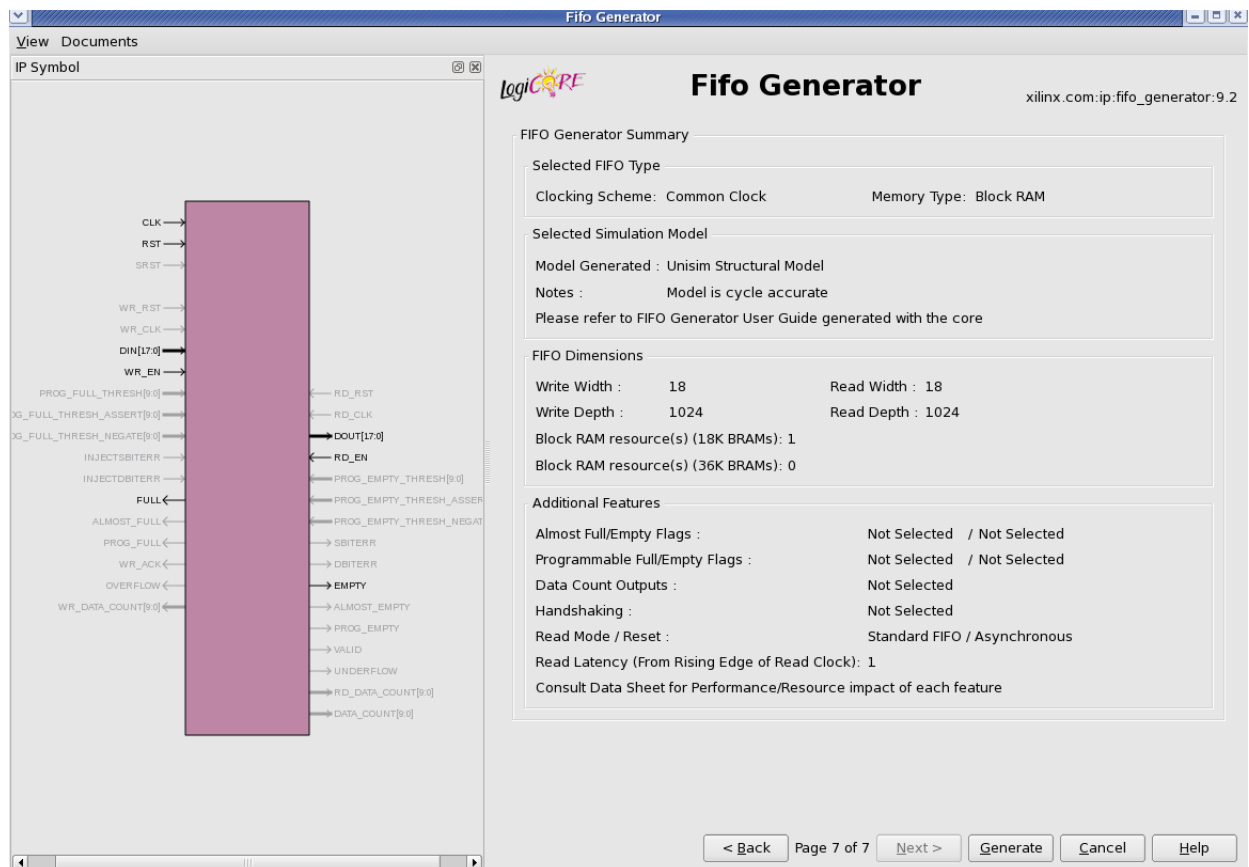 Fifo Generator
View Documents
IP Symbol
CLK
RST
SRST
WR_RST
WR_CLK
DIN[17:0]
WR_EN
PROG_FULL_THRESH[9:0] RD_RST
OG_FULL_THRESH_ASSERT[9:0] RD_CLK
OG_FULL_THRESH_NEGATE[9:0] DOUT[17:0]
INJECTSBITERR RD_EN
INJECTDBITERR PROG_EMPTY_THRESH[9:0]
FULL PROG_EMPTY_THRESH_ASSER
ALMOST_FULL PROG_EMPTY_THRESH_NEGAT
PROG_FULL SBITERR
WR_ACK DBITERR
OVERFLOW EMPTY
WR_DATA_COUNT[9:0] ALMOST_EMPTY
PROG_EMPTY
VALID
UNDERFLOW
RD_DATA_COUNT[9:0]
DATA_COUNT[9:0]
LogiCORE Fifo Generator xilinx.com:ip:fifo_generator:9.2
FIFO Generator Summary
Selected FIFO Type
Clocking Scheme: Common Clock Memory Type: Block RAM
Selected Simulation Model
Model Generated : Unisim Structural Model
Notes : Model is cycle accurate
Please refer to FIFO Generator User Guide generated with the core
FIFO Dimensions
Write Width : 18 Read Width : 18
Write Depth : 1024 Read Depth : 1024
Block RAM resource(s) (18K BRAMs): 1
Block RAM resource(s) (36K BRAMs): 0
Additional Features
Almost Full/Empty Flags : Not Selected / Not Selected
Programmable Full/Empty Flags : Not Selected / Not Selected
Data Count Outputs : Not Selected
Handshaking : Not Selected
Read Mode / Reset : Standard FIFO / Asynchronous
Read Latency (From Rising Edge of Read Clock): 1
Consult Data Sheet for Performance/Resource impact of each feature
< Back Page 7 of 7 Next > Generate Cancel Help